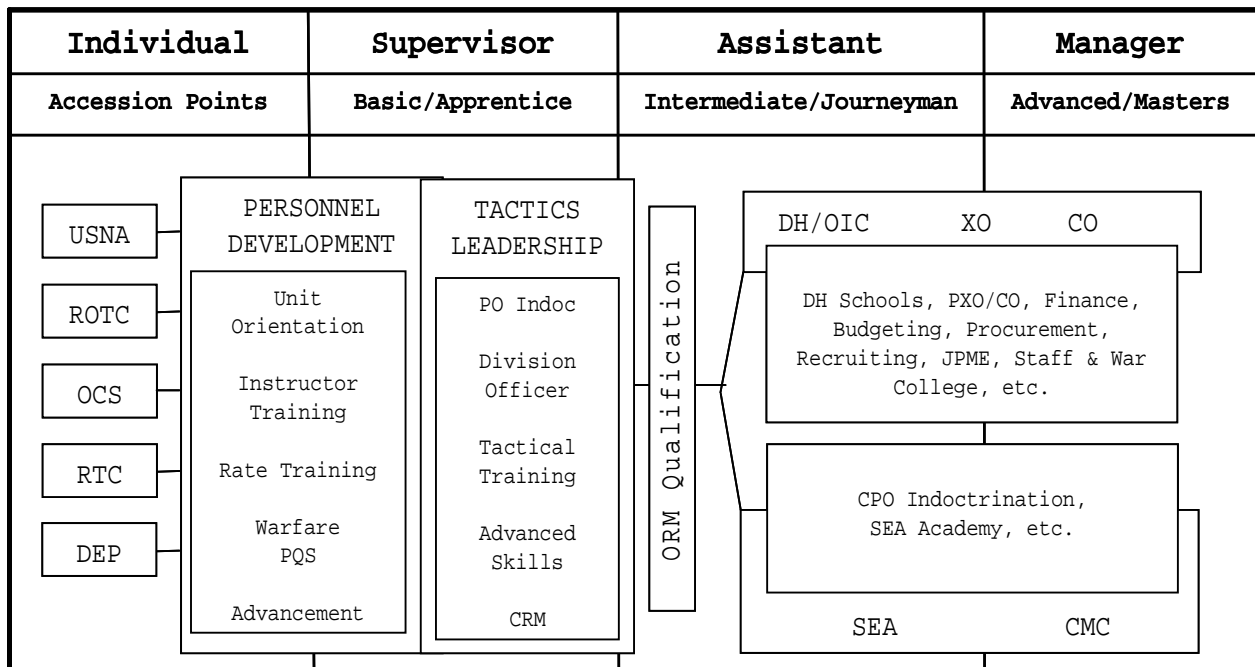 Individual
Supervisor
Assistant
Manager
Accession Points
Basic/Apprentice
Intermediate/Journeyman
Advanced/Masters
USNA
ROTC
OCS
RTC
DEP
PERSONNEL
DEVELOPMENT
Unit
Orientation
Instructor
Training
Rate Training
Warfare
PQS
Advancement
TACTICS
LEADERSHIP
PO Indoc
Division
Officer
Tactical
Training
Advanced
Skills
CRM
ORM Qualification
DH/OIC
XO
CO
DH Schools, PXO/CO, Finance,
Budgeting, Procurement,
Recruiting, JPME, Staff & War
College, etc.
CPO Indoctrination,
SEA Academy, etc.
SEA
CMC